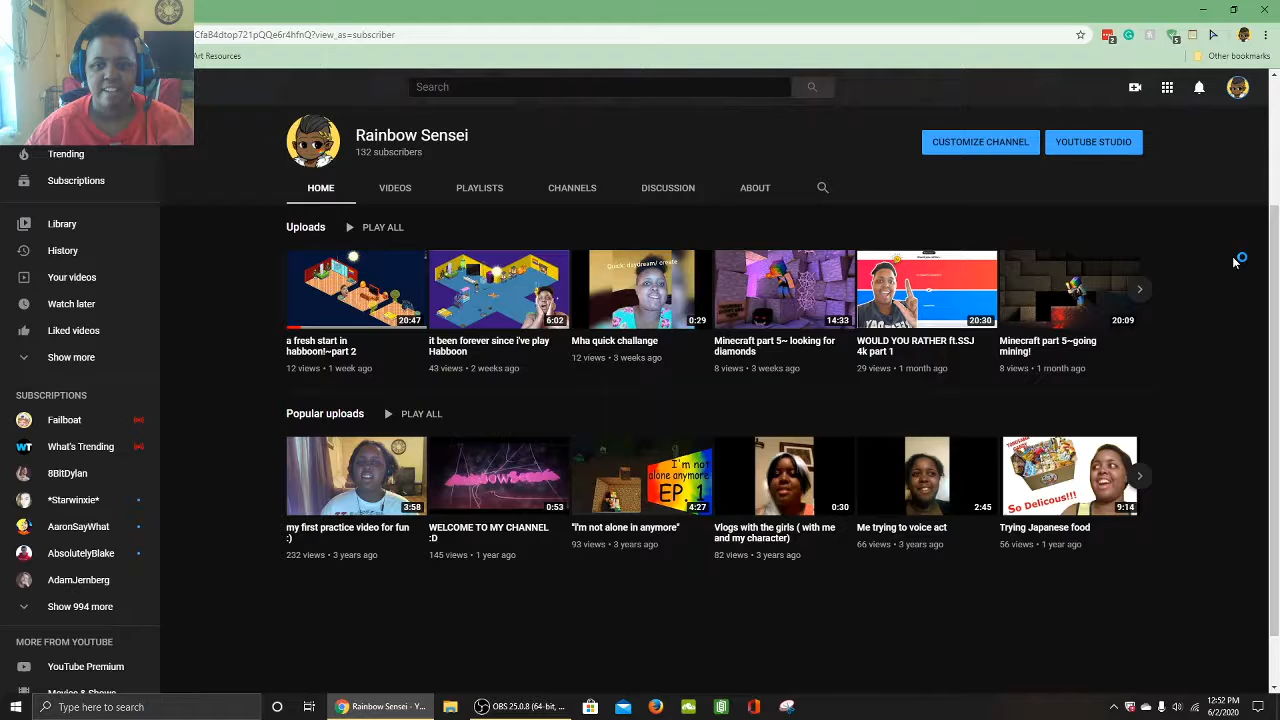 CfaB4dtop721pQQe6r4hfnQ?view_as=subscriber
Art Resources
Other bookmarks
Search
Rainbow Sensei
132 subscribers
CUSTOMIZE CHANNEL
YOUTUBE STUDIO
HOME
VIDEOS
PLAYLISTS
CHANNELS
DISCUSSION
ABOUT
Trending
Subscriptions
Library
History
Your videos
Watch later
Liked videos
Show more
SUBSCRIPTIONS
Failboat
What's Trending
8BitDylan
*Starwinxie*
AaronSayWhat
AbsolutelyBlake
AdamJernberg
Show 994 more
MORE FROM YOUTUBE
YouTube Premium
Movies & Shows
Uploads
PLAY ALL
20:47
a fresh start in
habboon!~part 2
12 views • 1 week ago
6:02
it been forever since i've play
Habboon
43 views • 2 weeks ago
Quick: daydream/ create
0:29
Mha quick challange
12 views • 3 weeks ago
14:33
Minecraft part 5~ looking for
diamonds
8 views • 3 weeks ago
20:30
WOULD YOU RATHER ft.SSJ
4k part 1
29 views • 1 month ago
20:09
Minecraft part 5~going
mining!
8 views • 1 month ago
Popular uploads
PLAY ALL
3:58
my first practice video for fun
:)
232 views • 3 years ago
0:53
WELCOME TO MY CHANNEL
:D
145 views • 1 year ago
I'm not
alone anymore
EP. 1
4:27
"I'm not alone in anymore"
93 views • 3 years ago
0:30
Vlogs with the girls ( with me
and my character)
82 views • 3 years ago
2:45
Me trying to voice act
66 views • 3 years ago
So Delicous!!!
9:14
Trying Japanese food
56 views • 1 year ago
Type here to search
Rainbow Sensei - Y...
OBS 25.0.8 (64-bit, ...
12:52 PM
6/2/2020